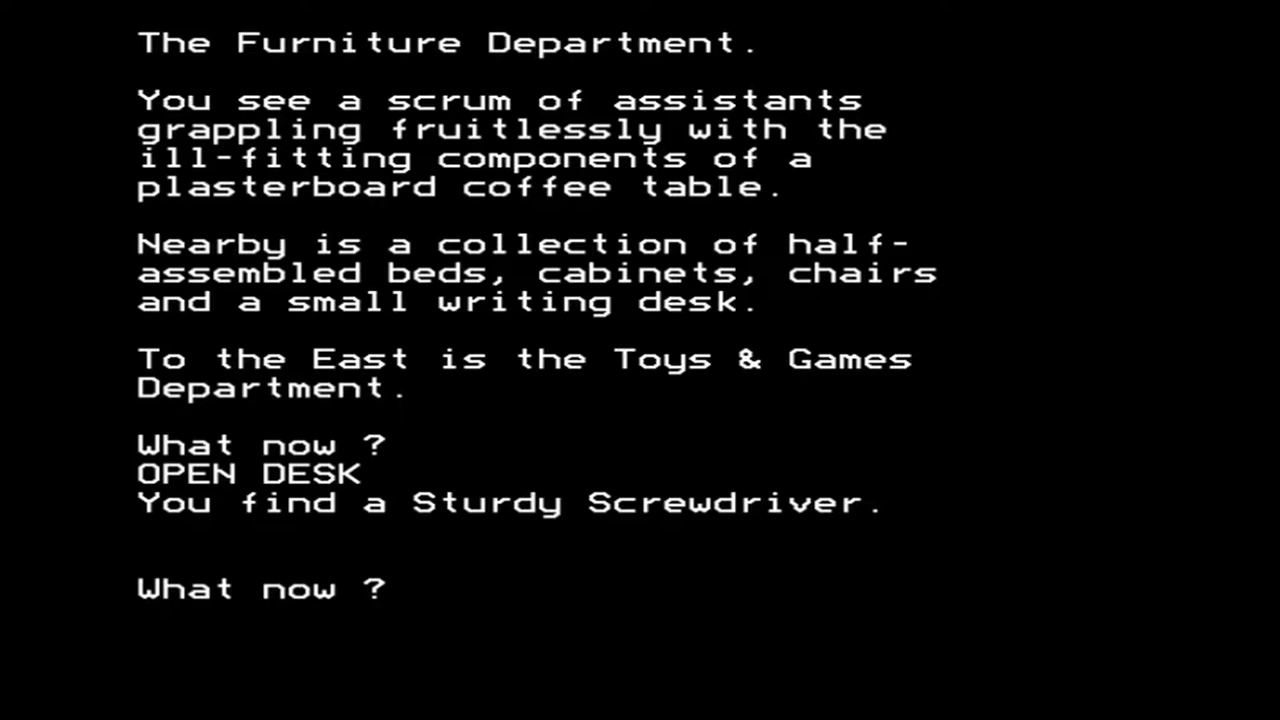 The Furniture Department.
You see a scrum of assistants
grappling fruitlessly with the
ill-fitting components of a
plasterboard coffee table.
Nearby is a collection of half-
assembled beds, cabinets, chairs
and a small writing desk.
To the East is the Toys & Games
Department.
What now ?
OPEN DESK
You find a Sturdy Screwdriver.
What now ?